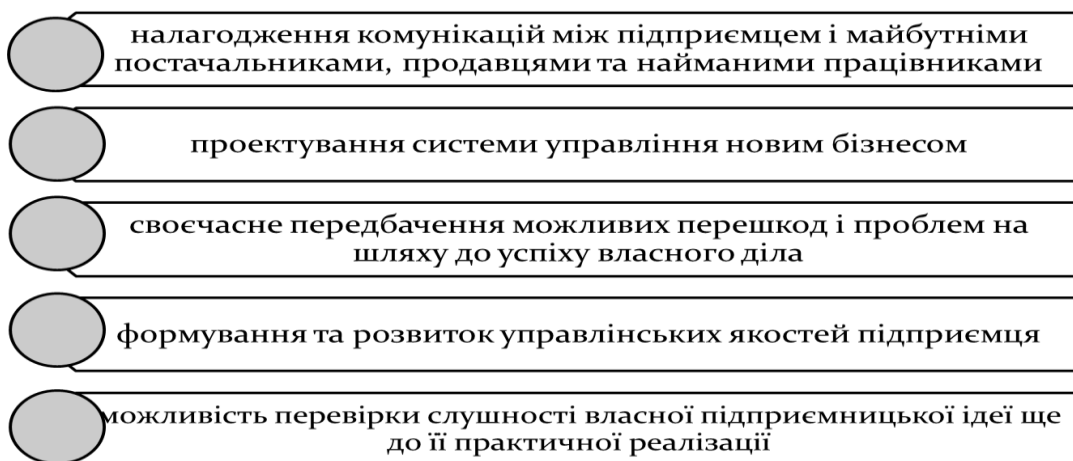 налагодження комунікацій між підприємцем і майбутніми
постачальниками, продавцями та найманими працівниками
проектування системи управління новим бізнесом
своєчасне передбачення можливих перешкод і проблем на
шляху до успіху власного діла
формування та розвиток управлінських якостей підприємця
можливість перевірки слушності власної підприємницької ідеї ще
до її практичної реалізації